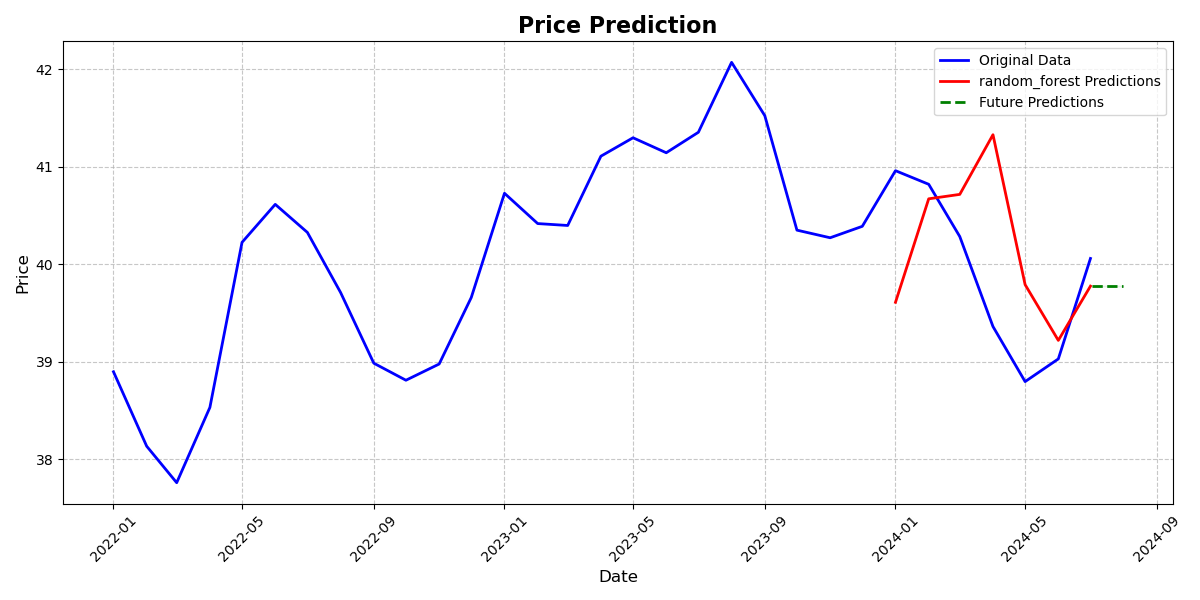 Price Prediction
Original Data
random_forest Predictions
Future Predictions
Price
42
41
40
39
38
2022-01
2022-05
2022-09
2023-01
2023-05
2023-09
2024-01
2024-05
2024-09
Date